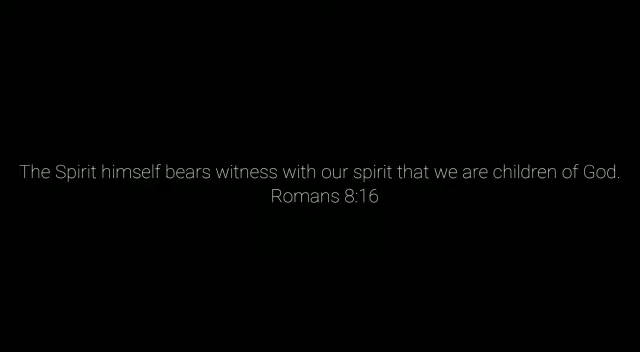 The Spirit himself bears witness with our spirit that we are children of God.
Romans 8:16